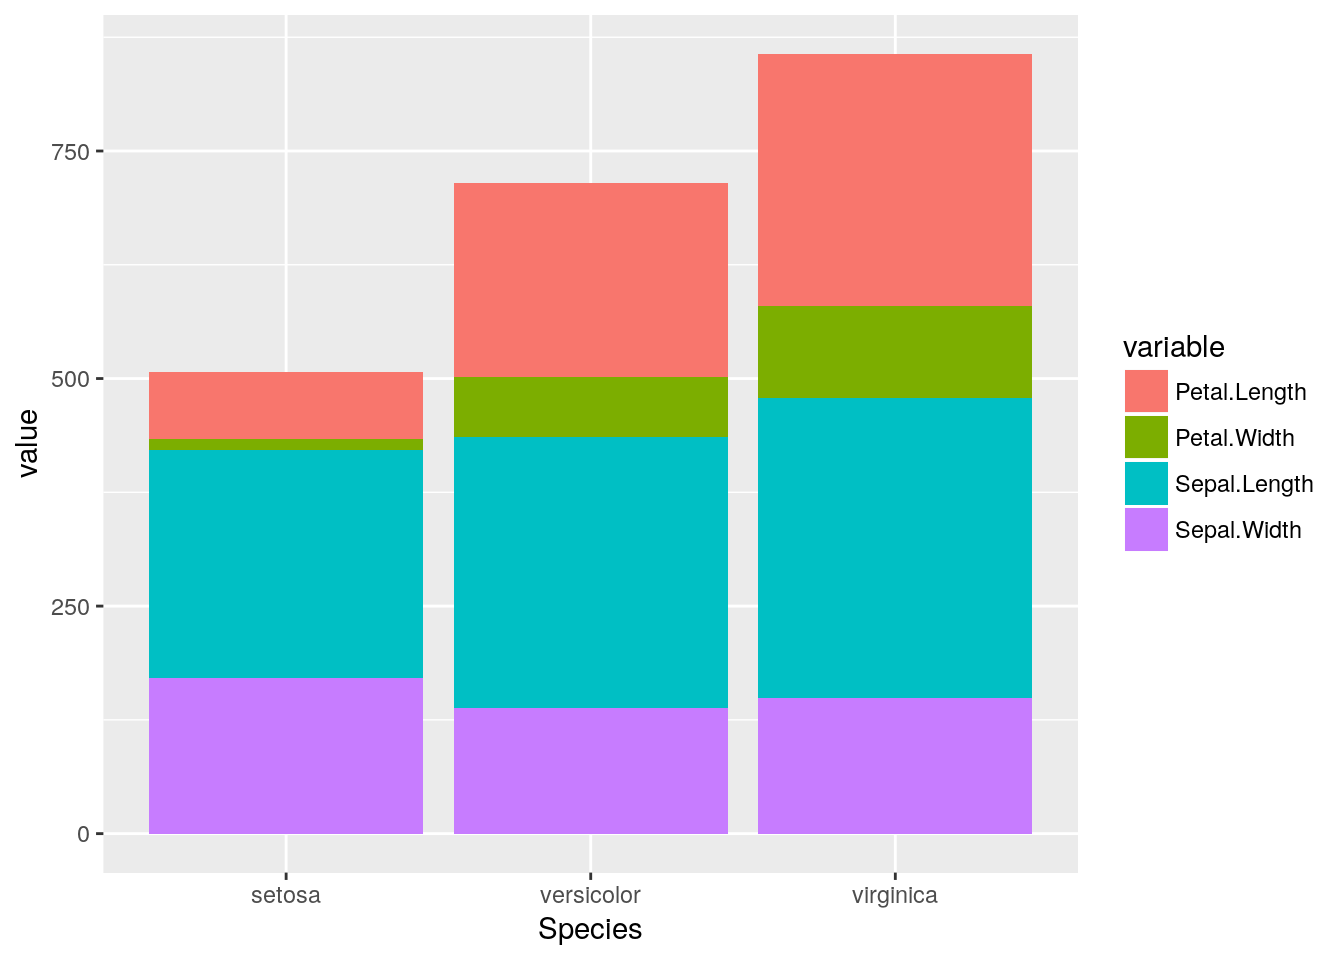 750
500
250
0
value
setosa
versicolor
virginica
Species
variable
Petal.Length
Petal.Width
Sepal.Length
Sepal.Width